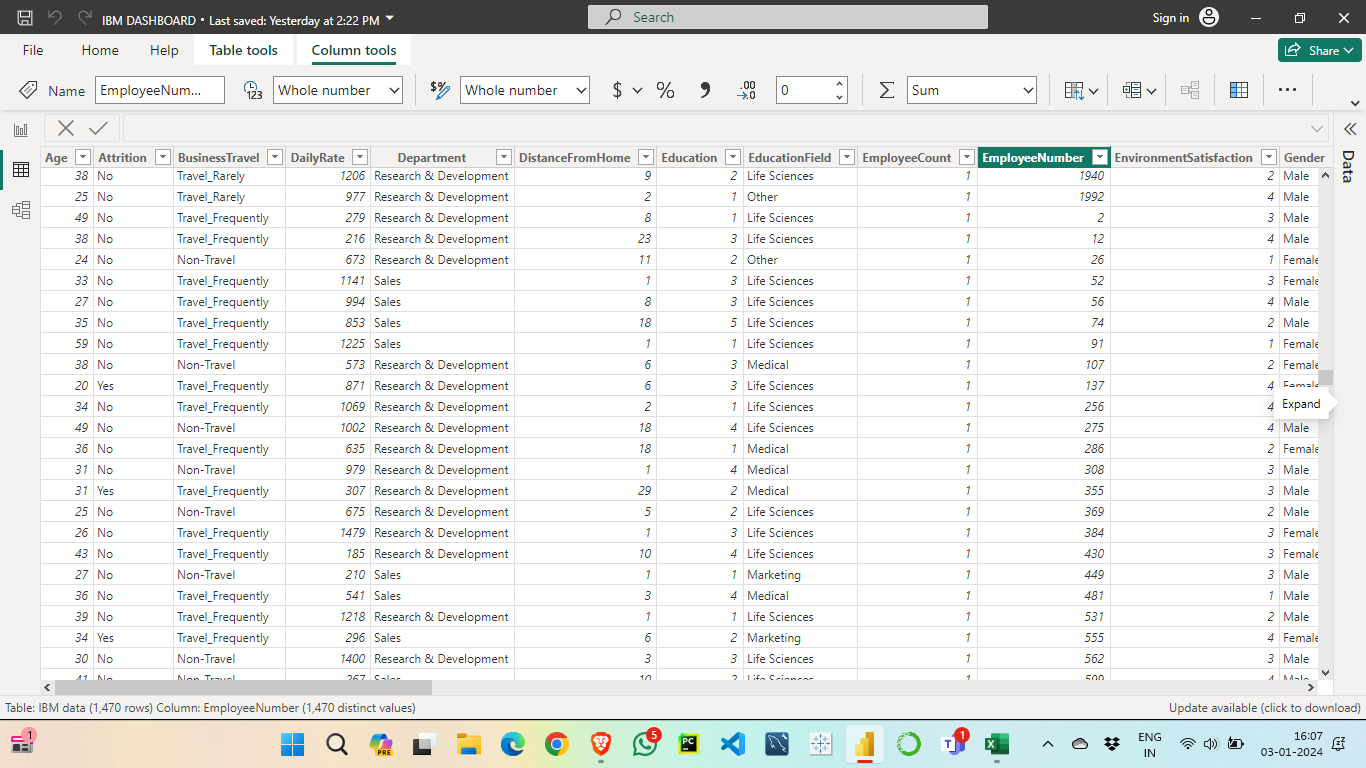 IBM DASHBOARD • Last saved: Yesterday at 2:22 PM
Search
Sign in
File Home Help Table tools Column tools
Share
Name EmployeeNum... Whole number Whole number $ % 0 Sum
Age Attrition BusinessTravel DailyRate Department DistanceFromHome Education EducationField EmployeeCount EmployeeNumber EnvironmentSatisfaction Gender
38 No Travel_Rarely 1206 Research & Development 9 2 Life Sciences 1 1940 2 Male
25 No Travel_Rarely 977 Research & Development 2 1 Other 1 1992 4 Male
49 No Travel_Frequently 279 Research & Development 8 1 Life Sciences 1 2 3 Male
38 No Travel_Frequently 216 Research & Development 23 3 Life Sciences 1 12 4 Male
24 No Non-Travel 673 Research & Development 11 2 Other 1 26 1 Female
33 No Travel_Frequently 1141 Sales 1 3 Life Sciences 1 52 3 Female
27 No Travel_Frequently 994 Sales 8 3 Life Sciences 1 56 4 Male
35 No Travel_Frequently 853 Sales 18 5 Life Sciences 1 74 2 Male
59 No Travel_Frequently 1225 Sales 1 1 Life Sciences 1 91 1 Female
38 No Non-Travel 573 Research & Development 6 3 Medical 1 107 2 Female
20 Yes Travel_Frequently 871 Research & Development 6 3 Life Sciences 1 137 4 Female
34 No Travel_Frequently 1069 Research & Development 2 1 Life Sciences 1 256 4
49 No Non-Travel 1002 Research & Development 18 4 Life Sciences 1 275 4 Male
36 No Travel_Frequently 635 Research & Development 18 1 Medical 1 286 2 Female
31 No Non-Travel 979 Research & Development 1 4 Medical 1 308 3 Male
31 Yes Travel_Frequently 307 Research & Development 29 2 Medical 1 355 3 Male
25 No Non-Travel 675 Research & Development 5 2 Life Sciences 1 369 2 Male
26 No Travel_Frequently 1479 Research & Development 1 3 Life Sciences 1 384 3 Female
43 No Travel_Frequently 185 Research & Development 10 4 Life Sciences 1 430 3 Female
27 No Non-Travel 210 Sales 1 1 Marketing 1 449 3 Male
36 No Travel_Frequently 541 Sales 3 4 Medical 1 481 1 Male
39 No Travel_Frequently 1218 Research & Development 1 1 Life Sciences 1 531 2 Male
34 Yes Travel_Frequently 296 Sales 6 2 Marketing 1 555 4 Female
30 No Non-Travel 1400 Research & Development 3 3 Life Sciences 1 562 3 Male
41 No Non-Travel 267 Sales 10 2 Life Sciences 1 599 4 Male
Expand
Data
Table: IBM data (1,470 rows) Column: EmployeeNumber (1,470 distinct values)
Update available (click to download)
1
PRE
5
PC
1
ENG
IN
16:07
03-01-2024